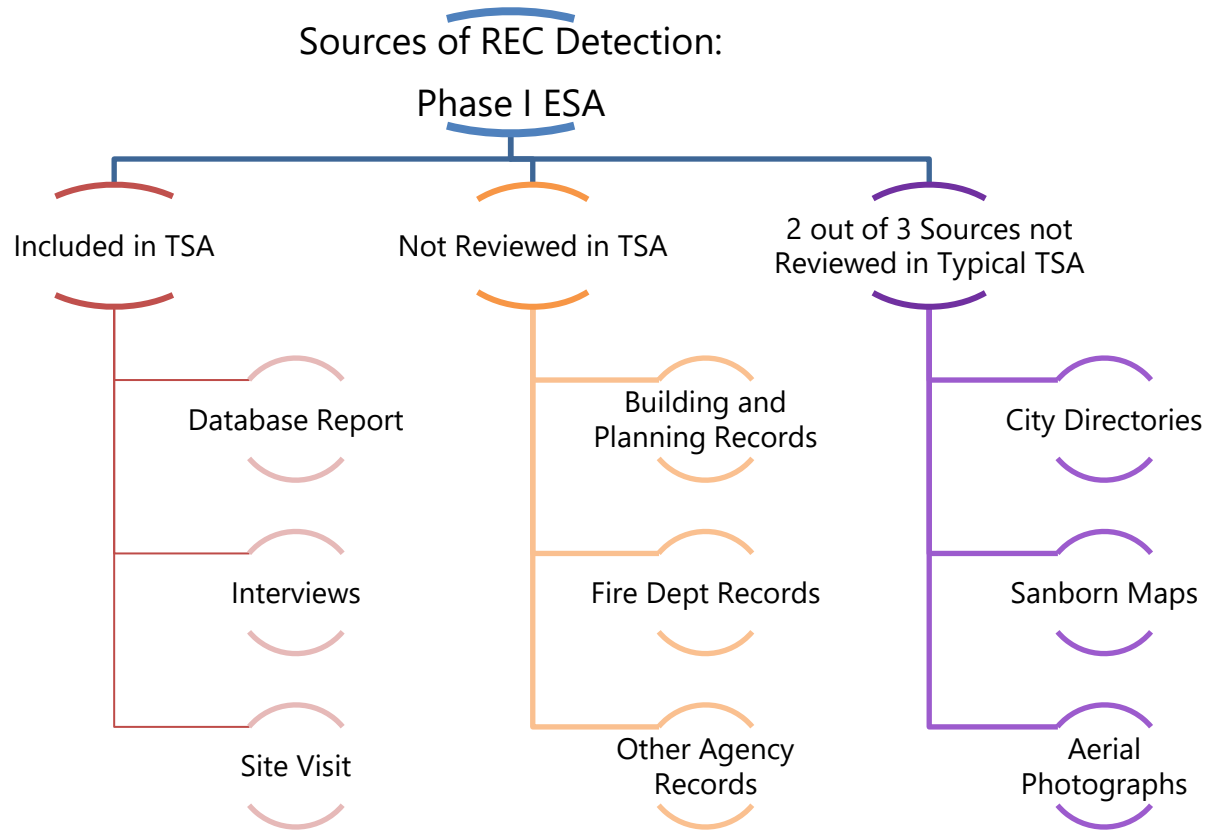 Sources of REC Detection:
Phase I ESA
Included in TSA
Not Reviewed in TSA
2 out of 3 Sources not
Reviewed in Typical TSA
Database Report
Interviews
Site Visit
Building and
Planning Records
Fire Dept Records
Other Agency
Records
City Directories
Sanborn Maps
Aerial
Photographs